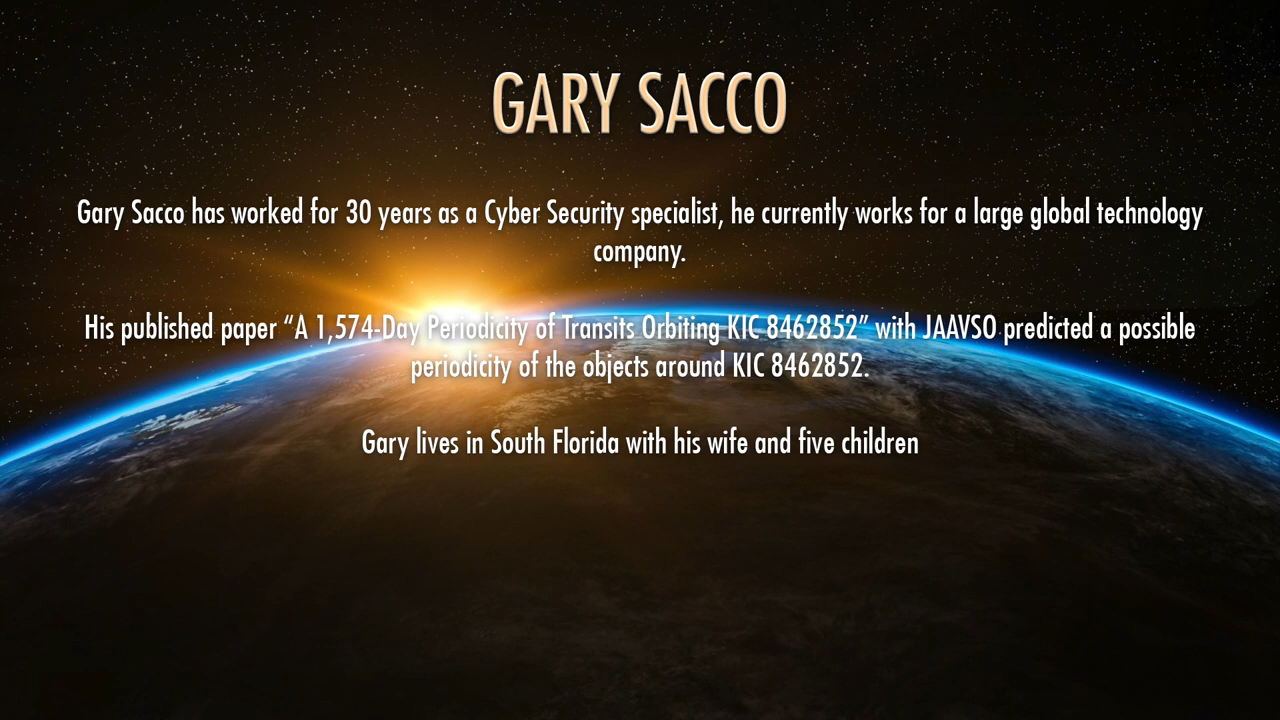 GARY SACCO
Gary Sacco has worked for 30 years as a Cyber Security specialist, he currently works for a large global technology
company.
His published paper “A 1,574-Day Periodicity of Transits Orbiting KIC 8462852” with JAAVSO predicted a possible
periodicity of the objects around KIC 8462852.
Gary lives in South Florida with his wife and five children